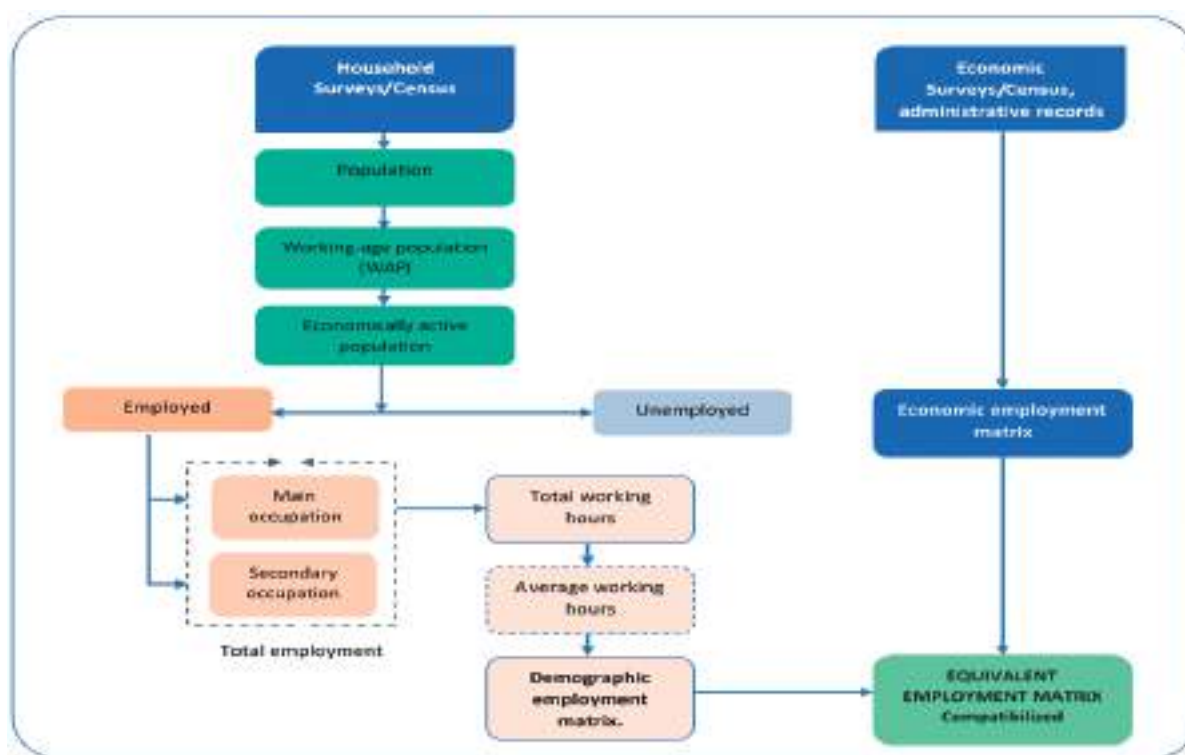 Household
Surveys/Census
Economic
Surveys/Census,
administrative records
Population
Working-age population
(WAP)
Economically active
population
Employed
Unemployed
Economic employment
matrix
Main
occupation
Total working
hours
Secondary
occupation
Average working
hours
Total employment
Demographic
employment
matrix.
EQUIVALENT
EMPLOYMENT MATRIX
Compatibilized